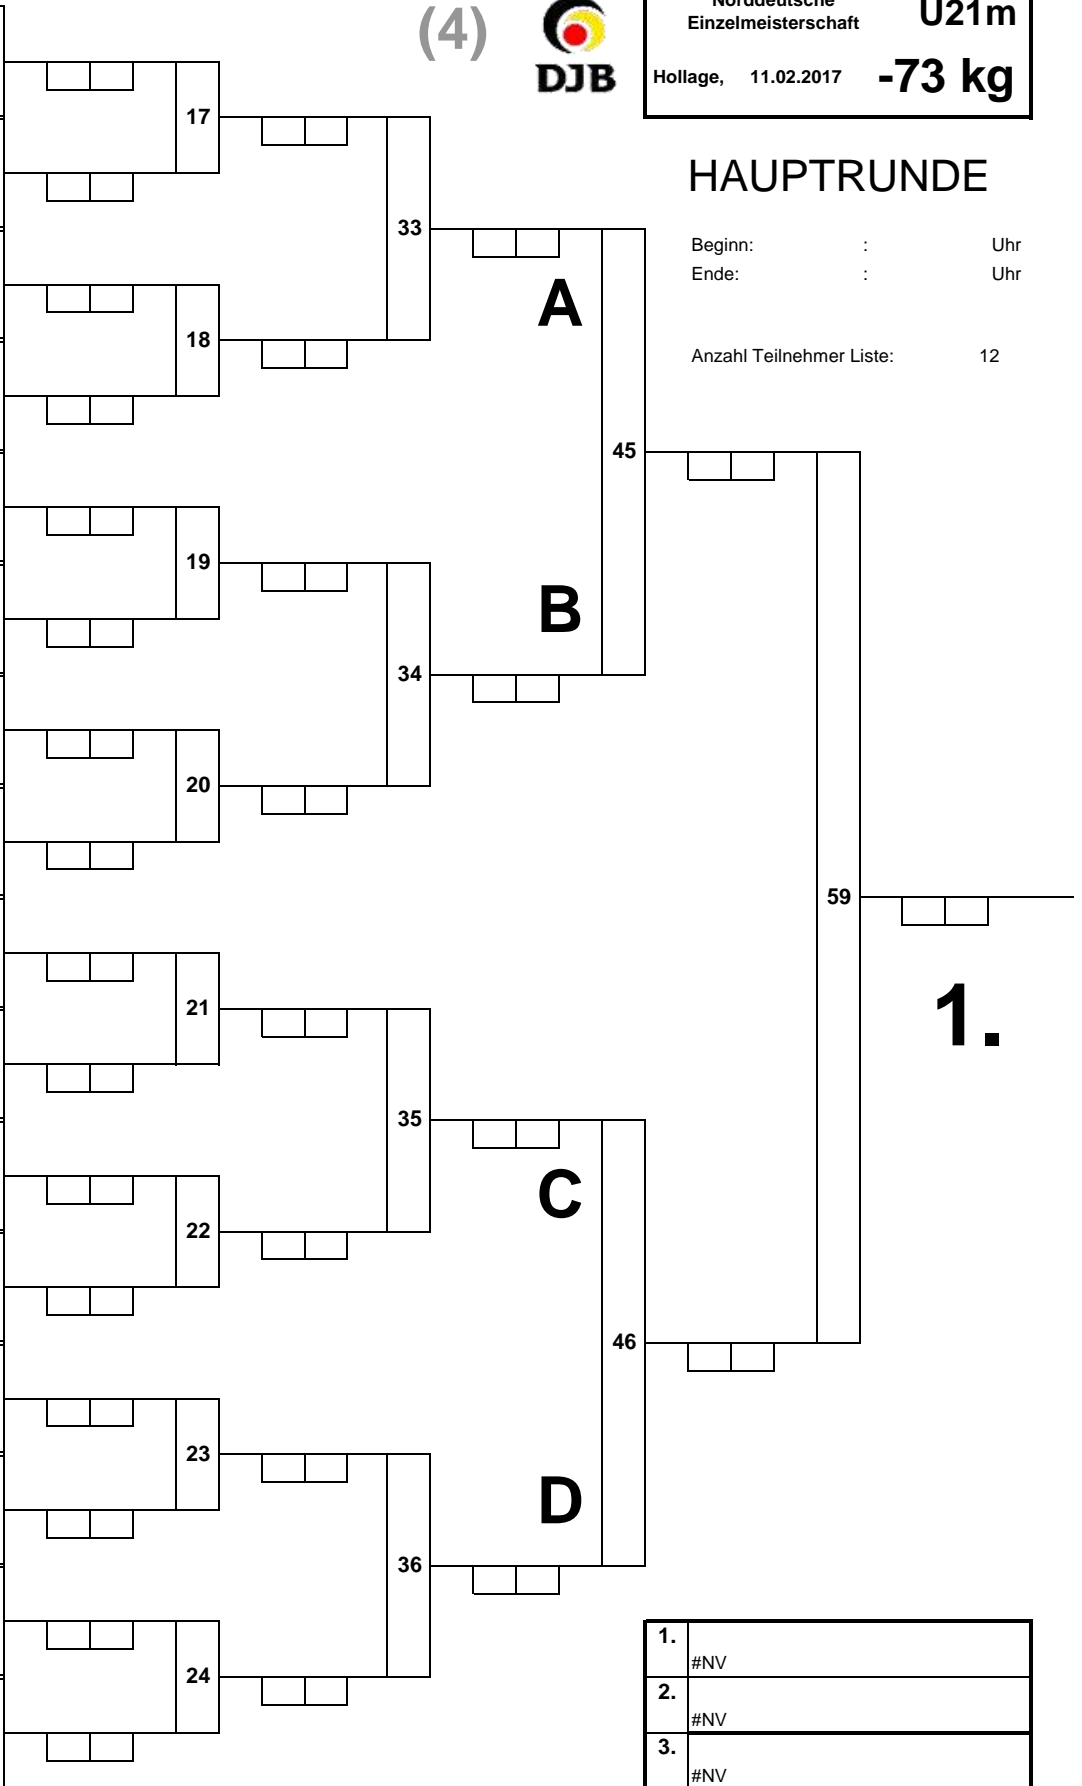 (4)
DJB
Norddeutsche
Einzelmeisterschaft
U21m
Hollage, 11.02.2017 -73 kg
HAUPTRUNDE
Beginn: : Uhr
Ende: : Uhr
Anzahl Teilnehmer Liste: 12
17
33
A
18
45
19
B
34
20
59
21
1.
35
C
22
46
23
D
36
24
1.
#NV
2.
#NV
3.
#NV